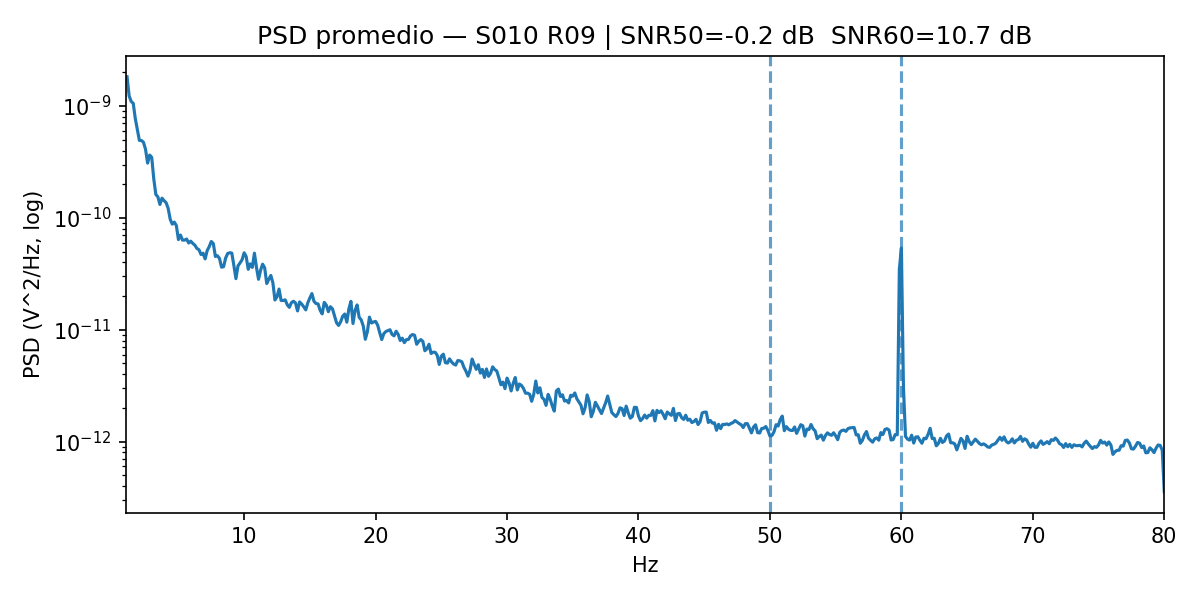 PSD promedio — S010 R09 | SNR50=-0.2 dB  SNR60=10.7 dB
PSD (V^2/Hz, log)
10⁻⁹
10⁻¹⁰
10⁻¹¹
10⁻¹²
10 20 30 40 50 60 70 80
Hz